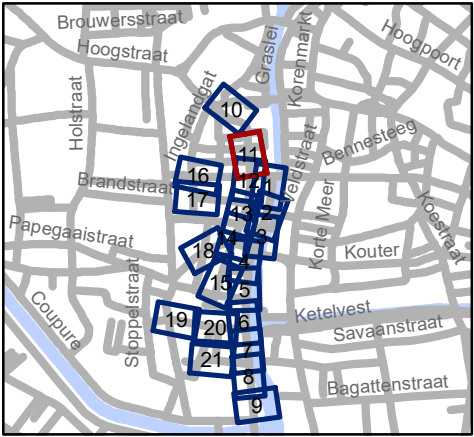 Brouwersstraat
Hoogstraat
Graslei
Korenmarkt
Hoogpoort
Holstraat
Ingelandgat
10
11
Bennesteeg
16
12
1
Veldstraat
Brandstraat
17
13
2
Korte Meer
Koestraat
Papegaaistraat
14
3
18
4
Kouter
15
5
Coupure
Stoppelstraat
19
20
6
Ketelvest
Savaanstraat
21
7
8
Bagattenstraat
9